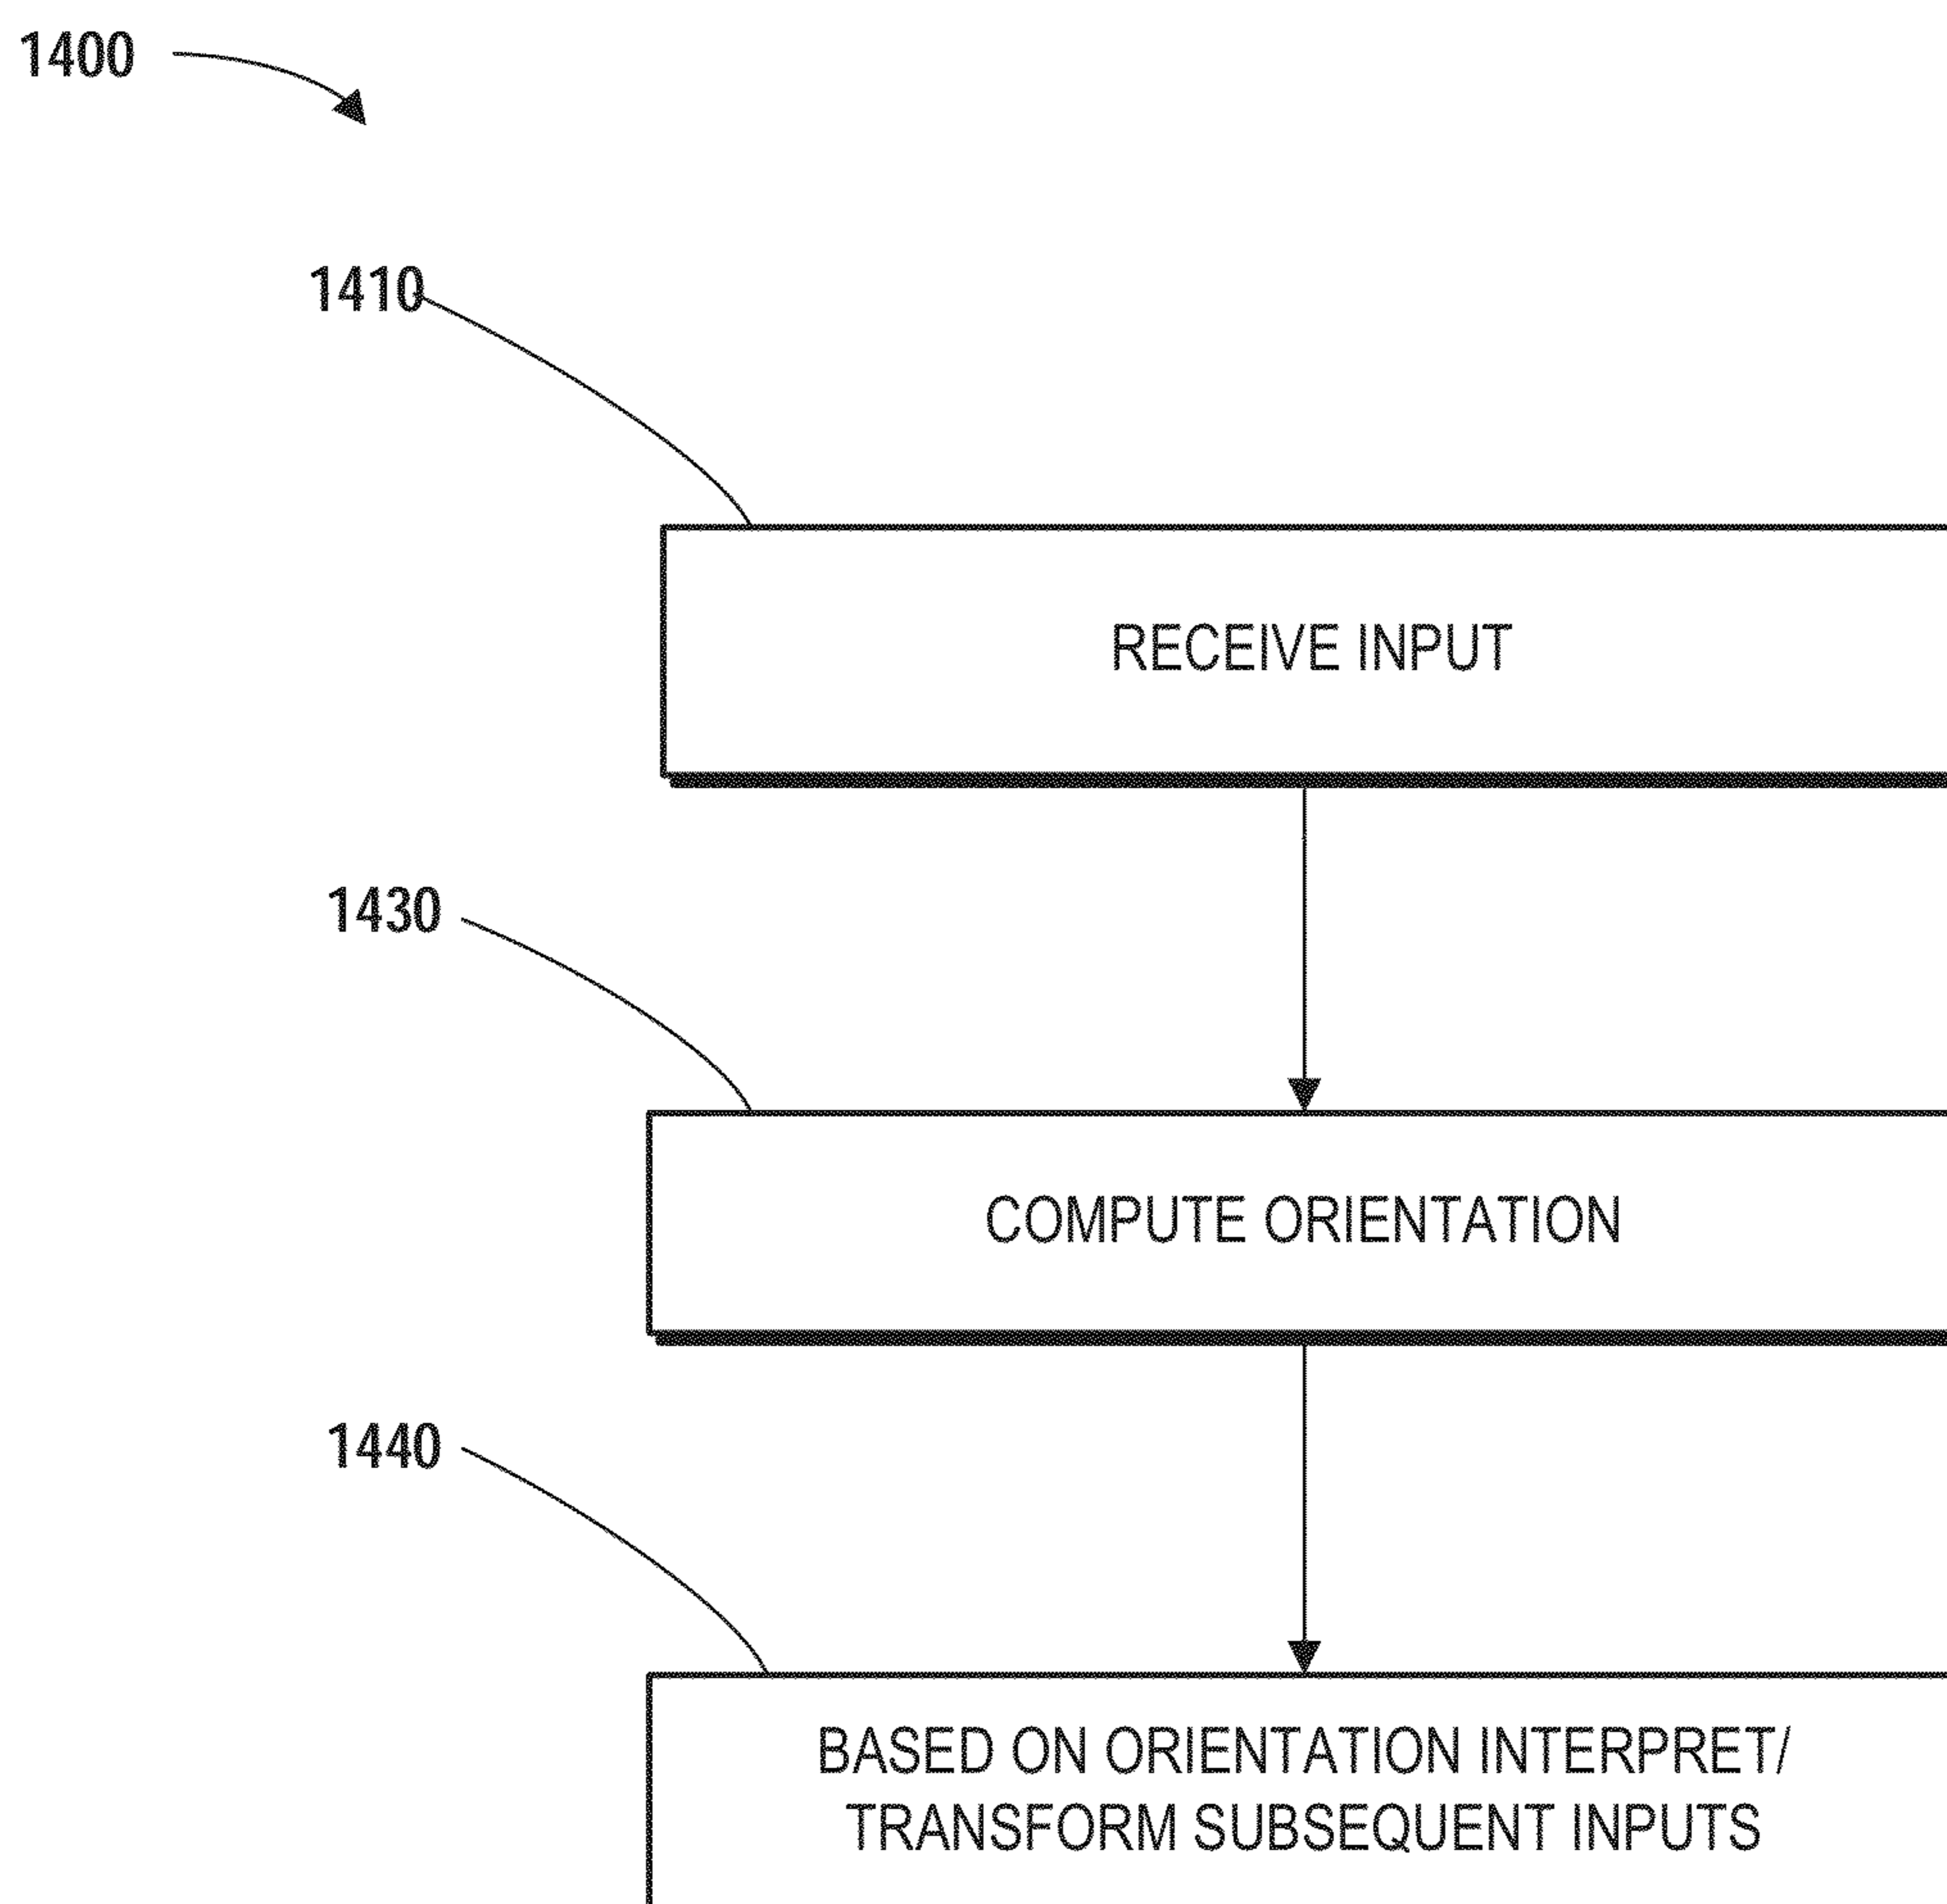 1400
1410
RECEIVE INPUT
1430
COMPUTE ORIENTATION
1440
BASED ON ORIENTATION INTERPRET/
TRANSFORM SUBSEQUENT INPUTS